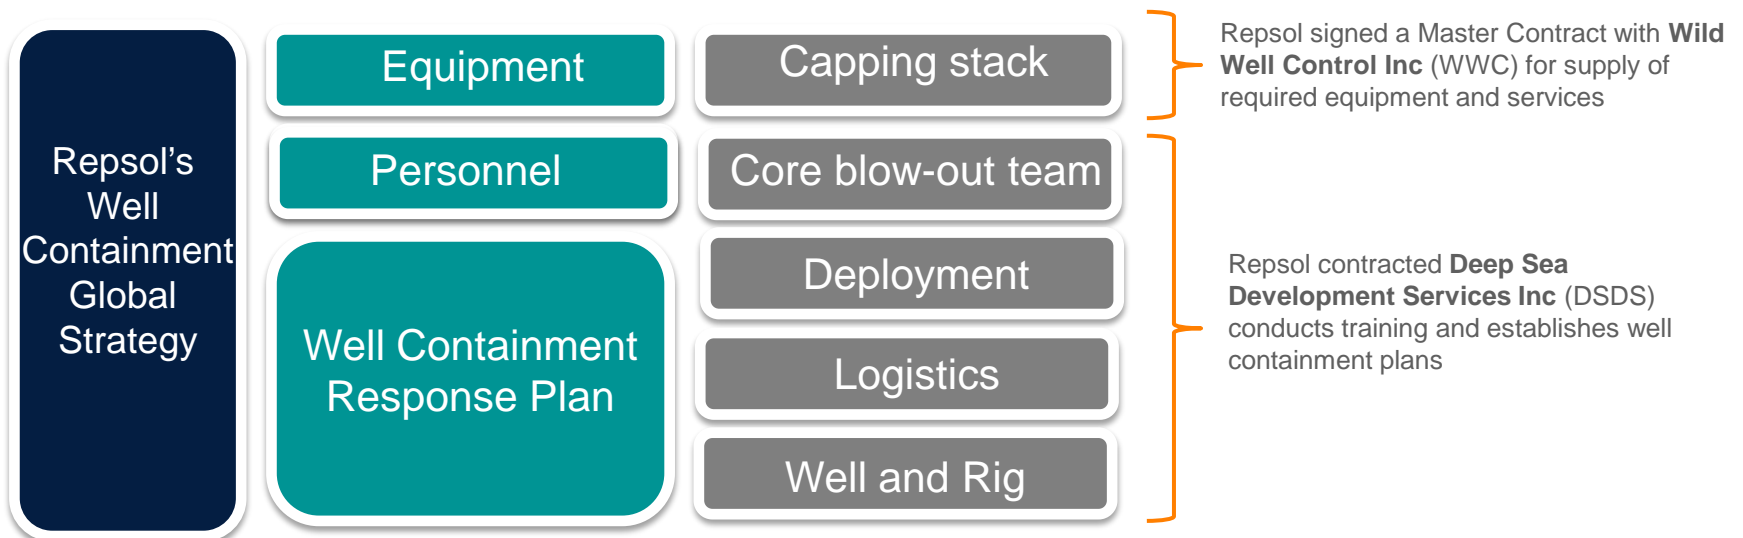 Repsol's
Well
Containment
Global
Strategy
Equipment
Personnel
Well Containment
Response Plan
Capping stack
Core blow-out team
Deployment
Logistics
Well and Rig
Repsol signed a Master Contract with Wild
Well Control Inc (WWC) for supply of
required equipment and services
Repsol contracted Deep Sea
Development Services Inc (DSDS)
conducts training and establishes well
containment plans